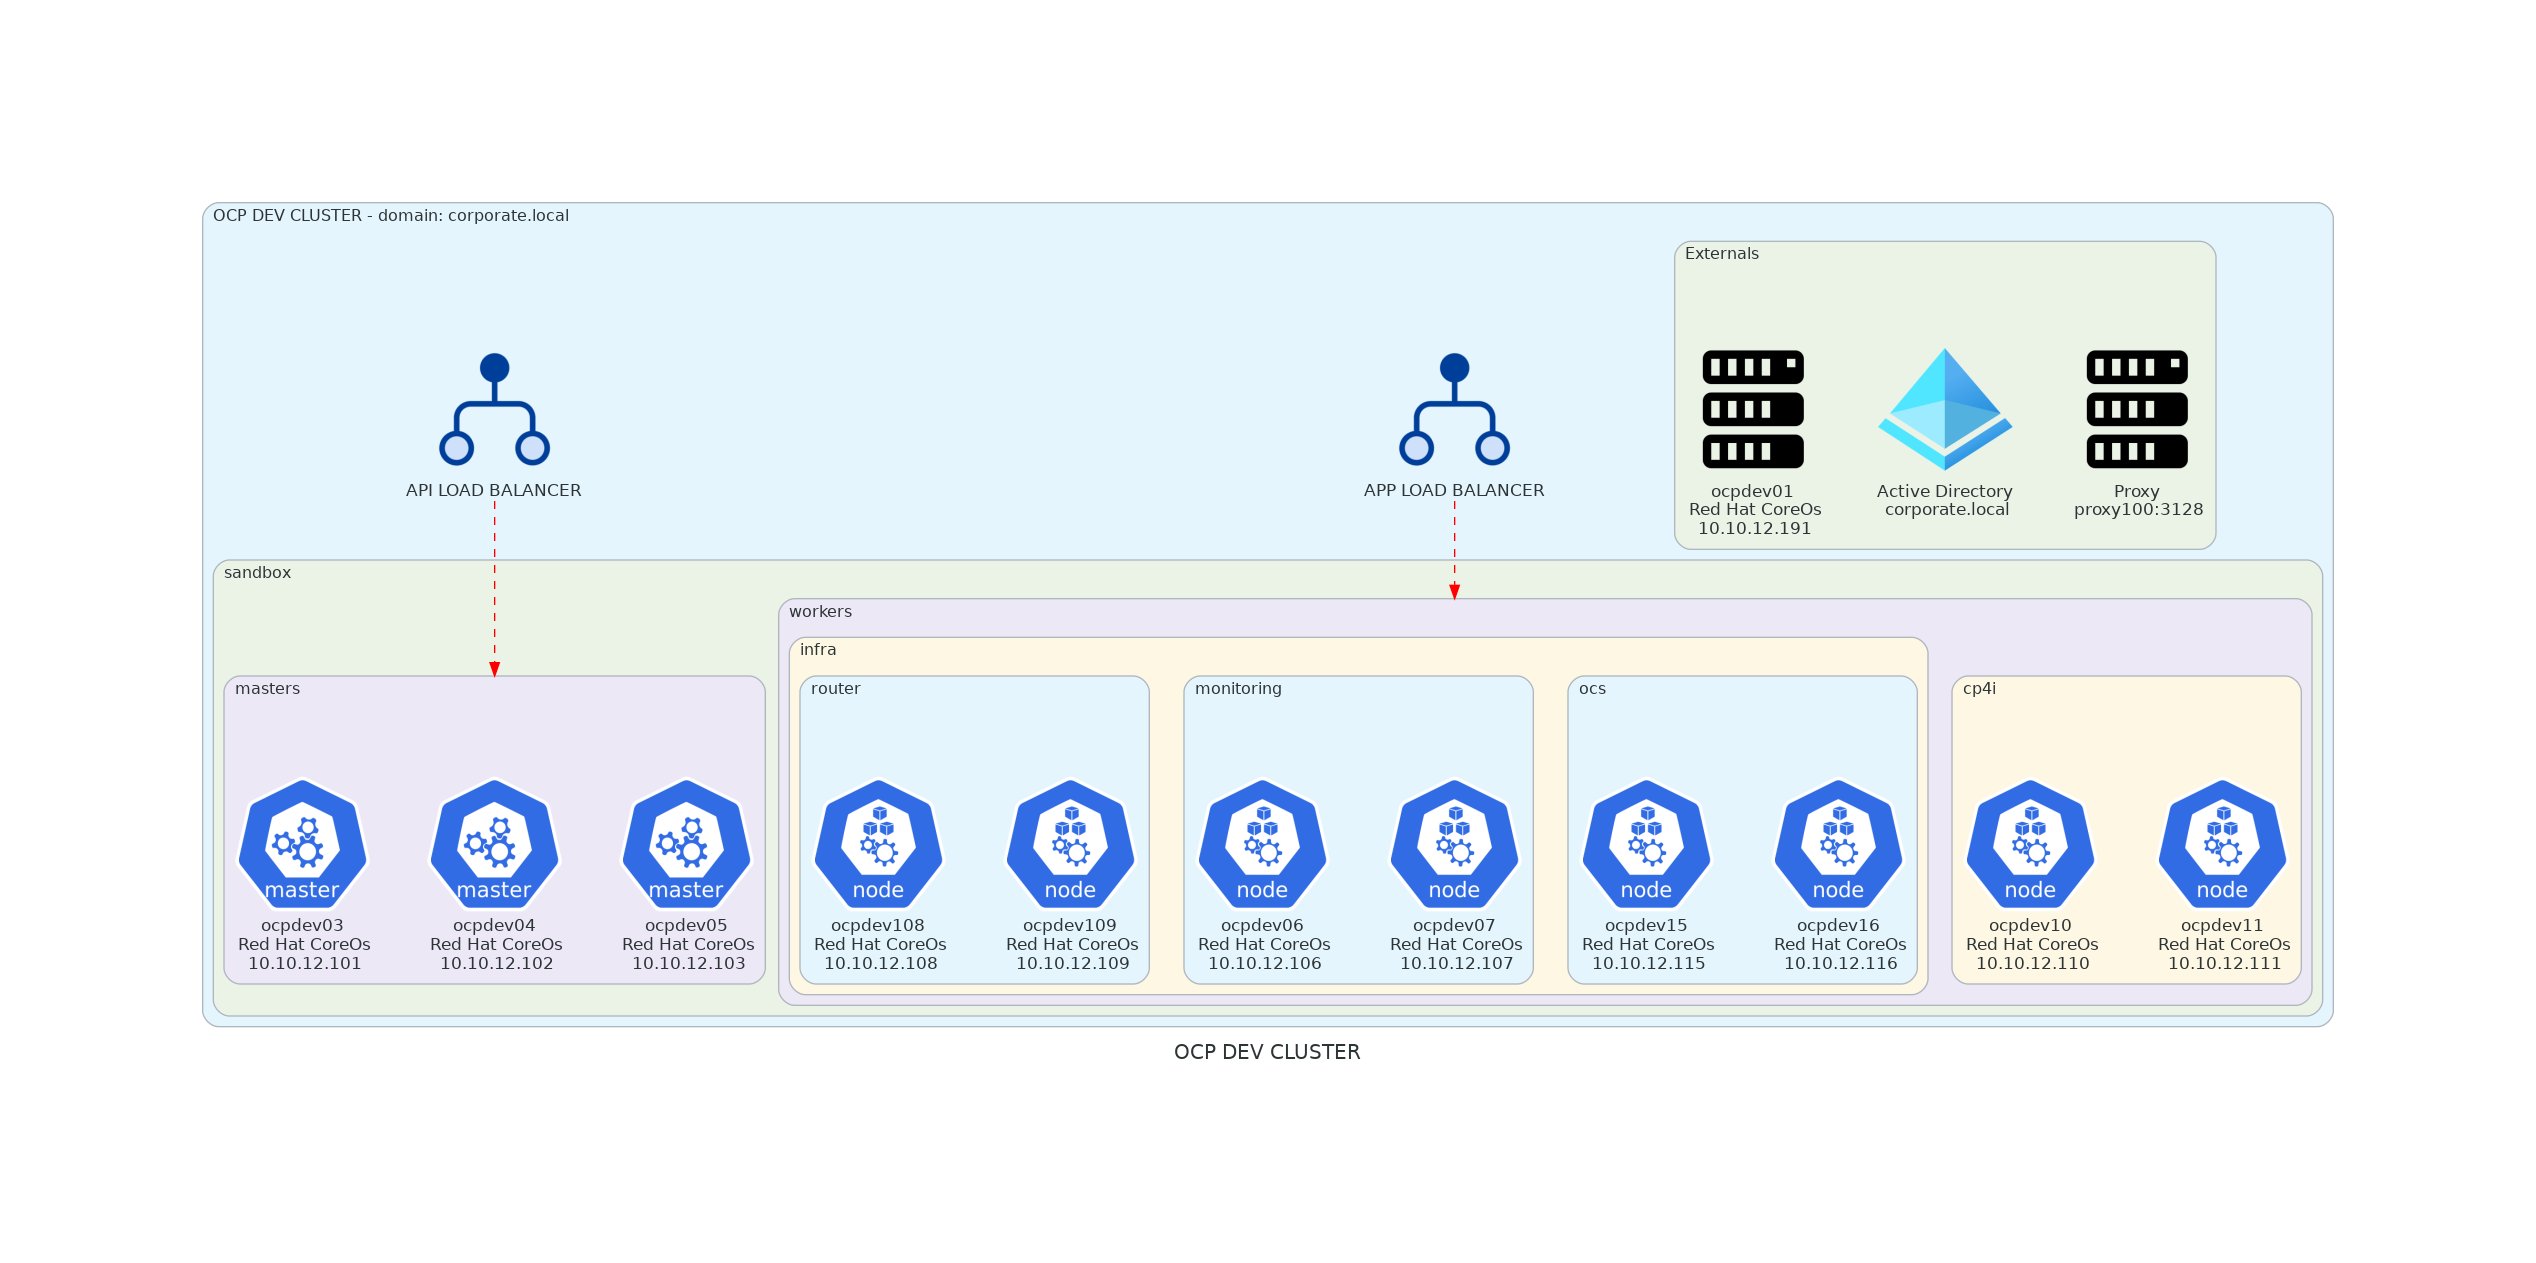 OCP DEV CLUSTER - domain: corporate.local
Externals
API LOAD BALANCER
APP LOAD BALANCER
ocpdev01
Red Hat CoreOs
10.10.12.191
Active Directory
corporate.local
Proxy
proxy100:3128
sandbox
masters
master
ocpdev03
Red Hat CoreOs
10.10.12.101
master
ocpdev04
Red Hat CoreOs
10.10.12.102
master
ocpdev05
Red Hat CoreOs
10.10.12.103
workers
infra
router
node
ocpdev108
Red Hat CoreOs
10.10.12.108
node
ocpdev109
Red Hat CoreOs
10.10.12.109
monitoring
node
ocpdev06
Red Hat CoreOs
10.10.12.106
node
ocpdev07
Red Hat CoreOs
10.10.12.107
ocs
node
ocpdev15
Red Hat CoreOs
10.10.12.115
node
ocpdev16
Red Hat CoreOs
10.10.12.116
cp4i
node
ocpdev10
Red Hat CoreOs
10.10.12.110
node
ocpdev11
Red Hat CoreOs
10.10.12.111
OCP DEV CLUSTER